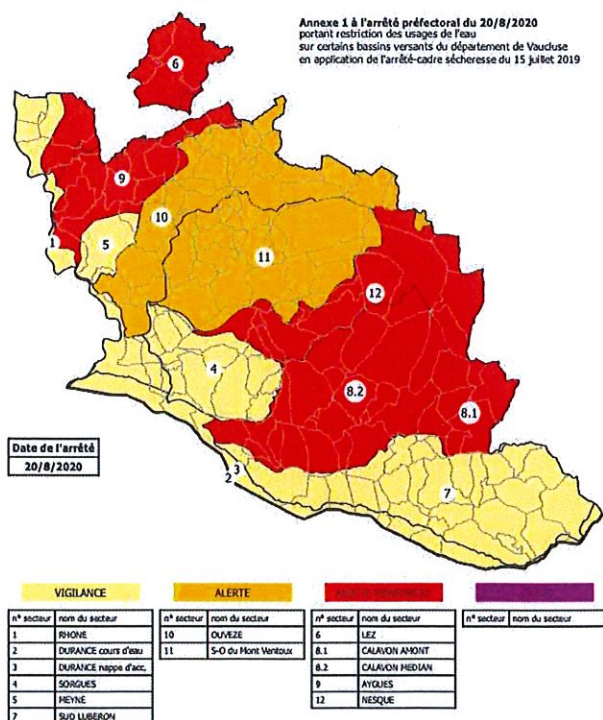 Annexe 1 à l'arrêté préfectoral du 20/8/2020
portant restriction des usages de l'eau
sur certains bassins versants du département de Vaucluse
en application de l'arrêté-cadre sécheresse du 15 juillet 2019
6
9
1
5
10
11
12
4
8.2
8.1
3
2
7
Date de l'arrêté
20/8/2020
VIGILANCE
n° secteur nom du secteur
1 RHONE
2 DURANCE cours d'eau
3 DURANCE nappe d'acc.
4 SORGUES
5 MEYNE
7 SUD LUBERON
ALERTE
n° secteur nom du secteur
10 OUVEZE
11 S-O du Mont Ventoux
n° secteur nom du secteur
6 LEZ
8.1 CALAVON AMONT
8.2 CALAVON MEDIAN
9 AYGUES
12 NESQUE
n° secteur nom du secteur